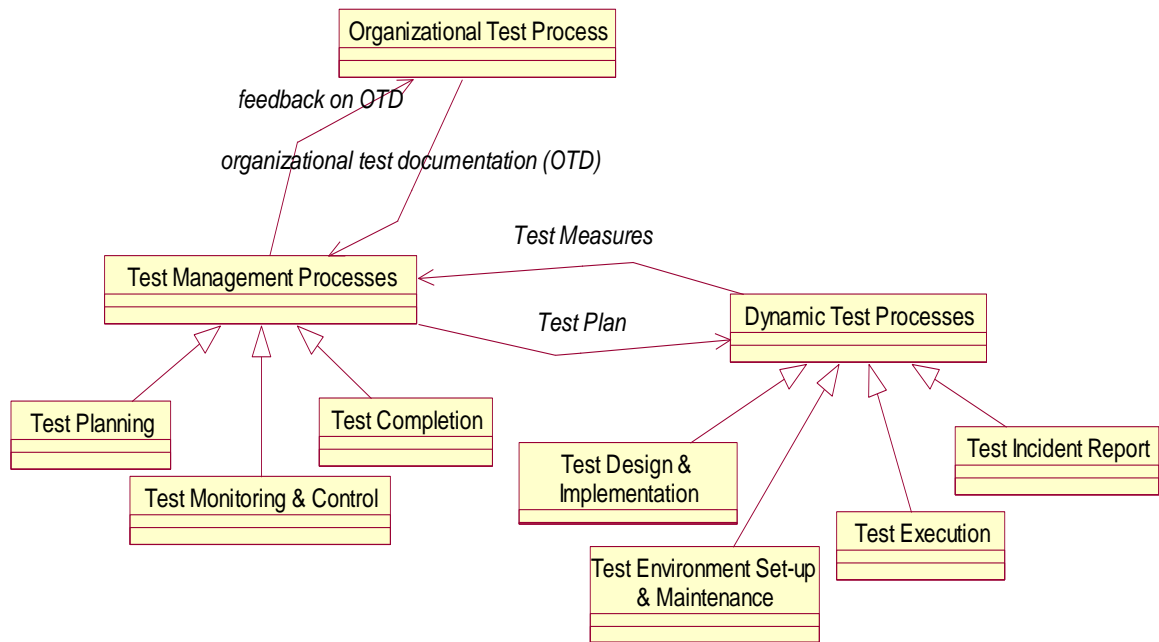 Organizational Test Process
feedback on OTD
organizational test documentation (OTD)
Test Measures
Test Management Processes
Test Plan
Dynamic Test Processes
Test Planning
Test Completion
Test Monitoring & Control
Test Design &
Implementation
Test Incident Report
Test Execution
Test Environment Set-up
& Maintenance